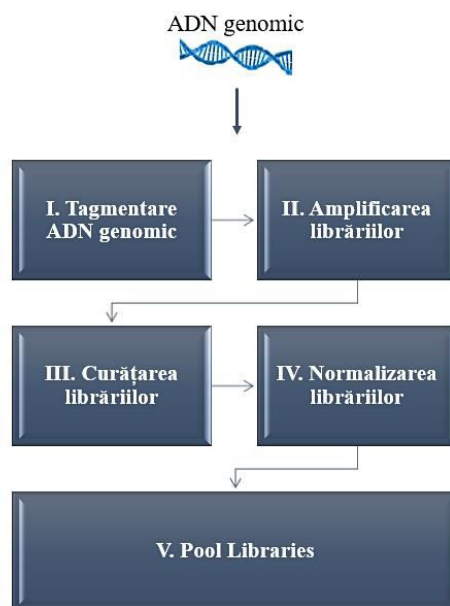 ADN genomic
I. Tagmentare
ADN genomic
II. Amplificarea
librăriilor
III. Curățarea
librăriilor
IV. Normalizarea
librăriilor
V. Pool Libraries